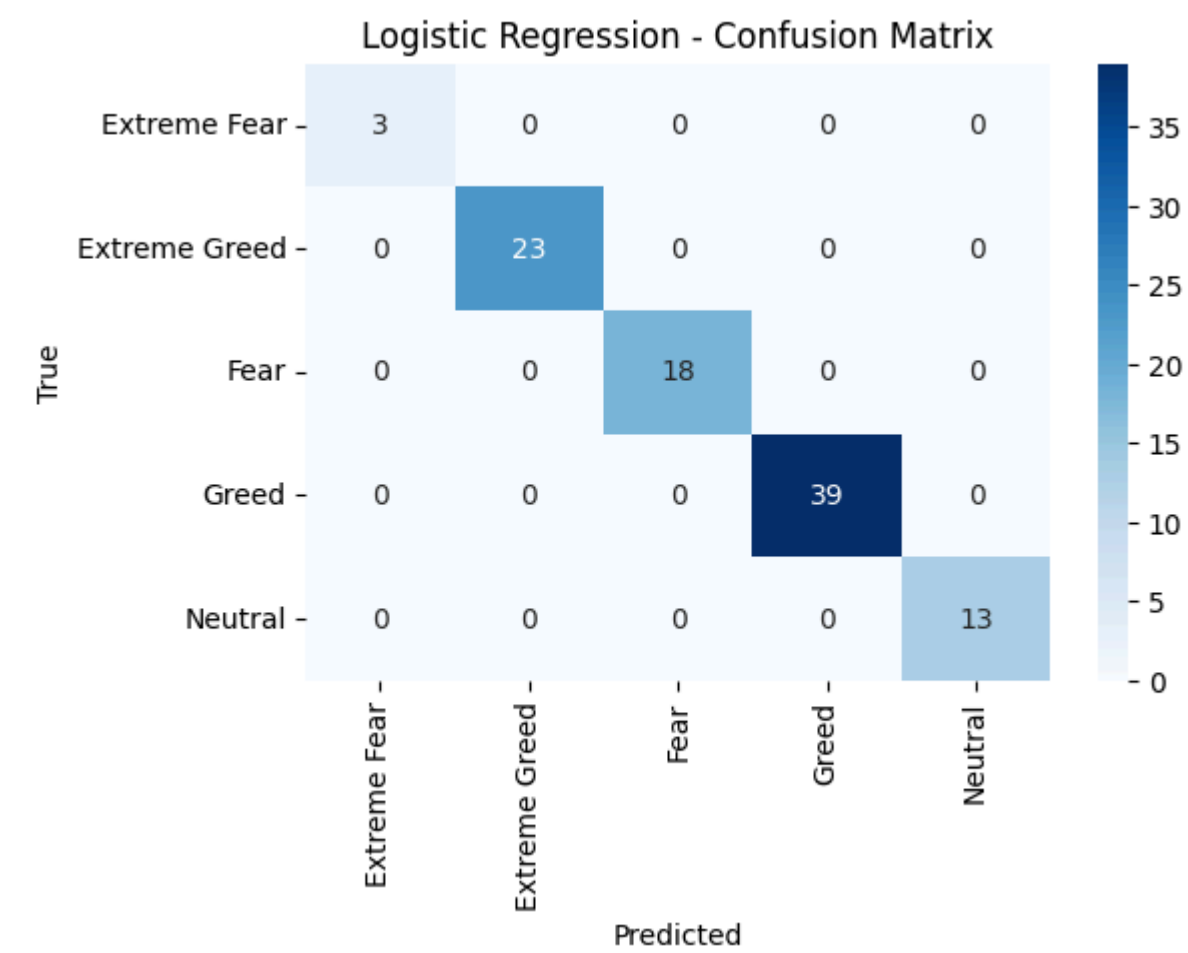 Logistic Regression - Confusion Matrix
True
Extreme Fear 3 0 0 0 0
Extreme Greed 0 23 0 0 0
Fear 0 0 18 0 0
Greed 0 0 0 39 0
Neutral 0 0 0 0 13
Extreme Fear
Extreme Greed
Fear
Greed
Neutral
Predicted
35
30
25
20
15
10
5
0